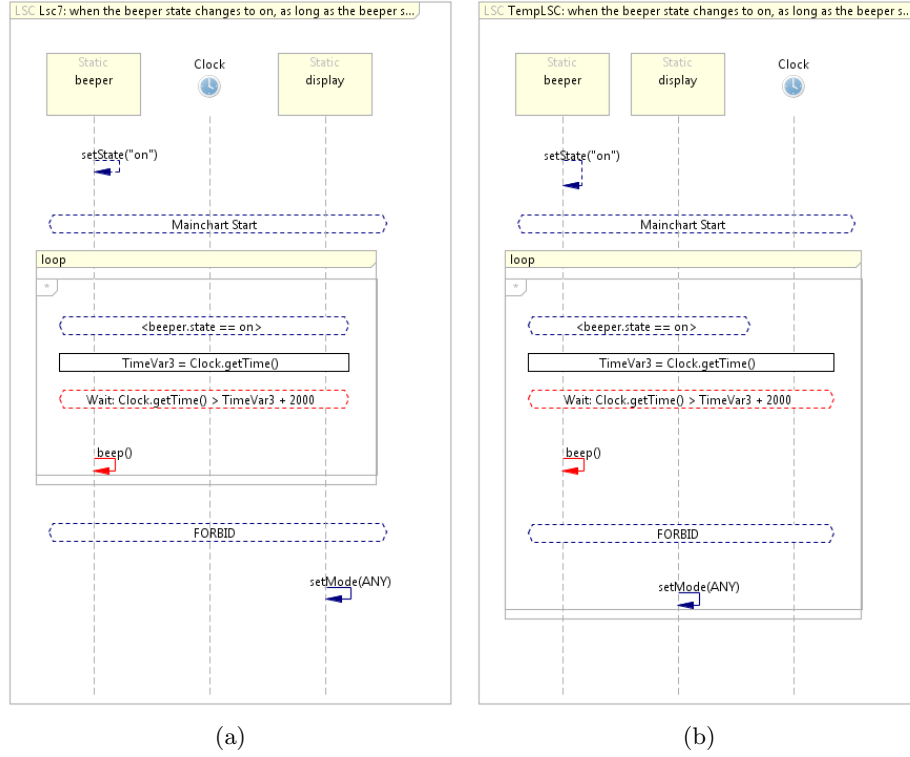 LSC Lsc7: when the beeper state changes to on, as long as the beeper s...
Static
beeper
Clock
Static
display
setState("on")
Mainchart Start
loop
*
<beeper.state == on>
TimeVar3 = Clock.getTime()
Wait: Clock.getTime() > TimeVar3 + 2000
beep()
FORBID
setMode(ANY)
(a)
LSC TempLSC: when the beeper state changes to on, as long as the beeper s...
Static
beeper
Static
display
Clock
setState("on")
Mainchart Start
loop
*
<beeper.state == on>
TimeVar3 = Clock.getTime()
Wait: Clock.getTime() > TimeVar3 + 2000
beep()
FORBID
setMode(ANY)
(b)